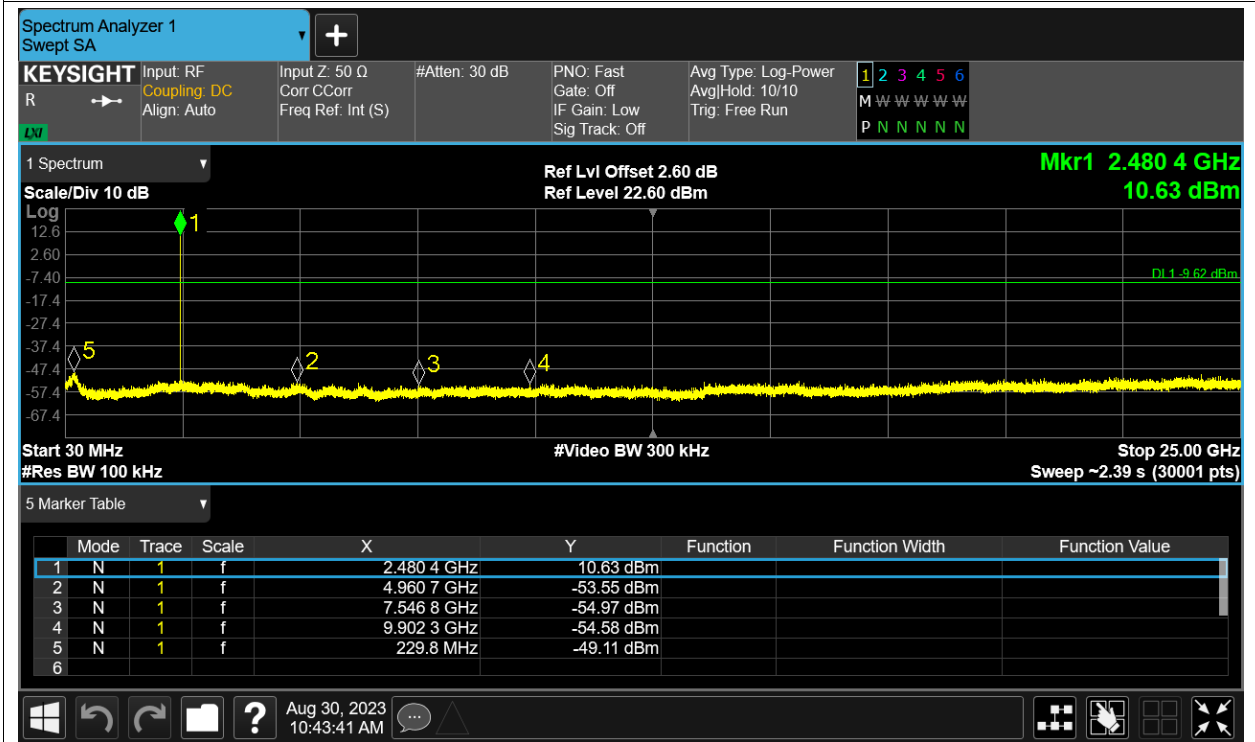 Spectrum Analyzer 1
Swept SA
KEYSIGHT
R
LXI
Input: RF
Coupling: DC
Align: Auto
Input Z: 50 Ω
Corr CCorr
Freq Ref: Int (S)
#Atten: 30 dB
PNO: Fast
Gate: Off
IF Gain: Low
Sig Track: Off
Avg Type: Log-Power
Avg|Hold: 10/10
Trig: Free Run
1 2 3 4 5 6
M W W W W W
P N N N N N
1 Spectrum
Scale/Div 10 dB
Ref Lvl Offset 2.60 dB
Ref Level 22.60 dBm
Mkr1 2.480 4 GHz
10.63 dBm
Log
12.6
2.60
-7.40
-17.4
-27.4
-37.4
-47.4
-57.4
-67.4
1
DL1 -9.62 dBm
5
2
3
4
Start 30 MHz
#Res BW 100 kHz
#Video BW 300 kHz
Stop 25.00 GHz
Sweep ~2.39 s (30001 pts)
5 Marker Table
Mode Trace Scale X Y Function Function Width Function Value
1 N 1 f 2.480 4 GHz 10.63 dBm
2 N 1 f 4.960 7 GHz -53.55 dBm
3 N 1 f 7.546 8 GHz -54.97 dBm
4 N 1 f 9.902 3 GHz -54.58 dBm
5 N 1 f 229.8 MHz -49.11 dBm
6
?
Aug 30, 2023
10:43:41 AM